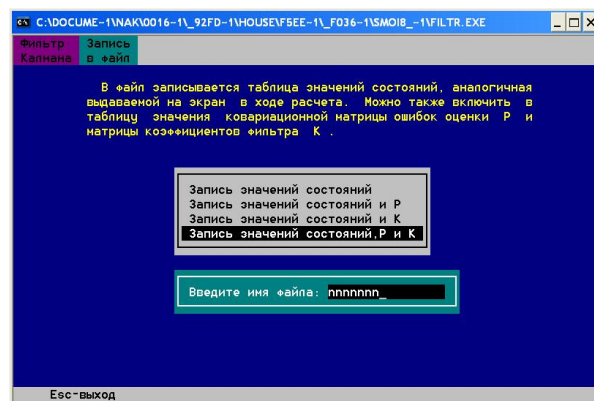 C:\DOCUME~1\NAK\0016~1\_92FD~1\HOUSE\F5EE~1\_F036~1\SMOI8_~1\FILTR.EXE
Фильтр Запись
Калмана в файл
В файл записывается таблица значений состояний, аналогичная
выдаваемой на экран в ходе расчета. Можно также включить в
таблицу значения ковариационной матрицы ошибок оценки P и
матрицы коэффициентов фильтра K .
Запись значений состояний
Запись значений состояний и P
Запись значений состояний и K
Запись значений состояний,P и K
Введите имя файла: nnnnnnn_
Esc-выход